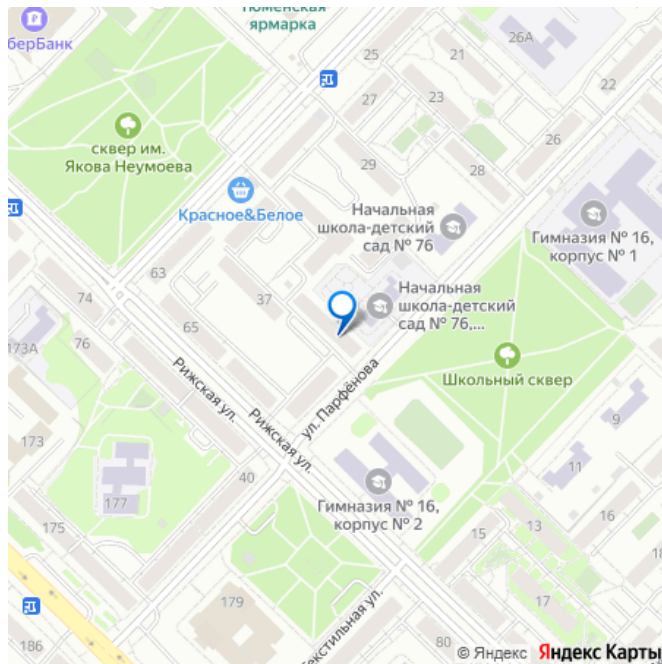 Тюменская
ярмарка
берБанк
26А
25
21
22
27
23
26
сквер им.
Якова Неумоева
29
28
Красное&Белое
Начальная
школа-детский
сад № 76
Гимназия № 16,
корпус № 1
63
74
37
65
Начальная
школа-детский
сад № 76,...
173А
76
Школьный сквер
Рижская ул.
Рижская ул.
ул. Парфёнова
9
173
11
40
177
Гимназия № 16,
корпус № 2
16
175
15
13
179
17
Текстильная ул.
186
80
© Яндекс Яндекс Карты